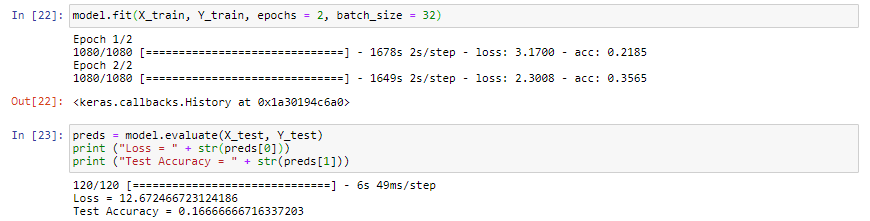 In [22]: model.fit(X_train, Y_train, epochs = 2, batch_size = 32)
Epoch 1/2
1080/1080 [==============================] - 1678s 2s/step - loss: 3.1700 - acc: 0.2185
Epoch 2/2
1080/1080 [==============================] - 1649s 2s/step - loss: 2.3008 - acc: 0.3565
Out[22]: <keras.callbacks.History at 0x1a30194c6a0>
In [23]: preds = model.evaluate(X_test, Y_test)
print ("Loss = " + str(preds[0]))
print ("Test Accuracy = " + str(preds[1]))
120/120 [==============================] - 6s 49ms/step
Loss = 12.672466723124186
Test Accuracy = 0.16666666716337203